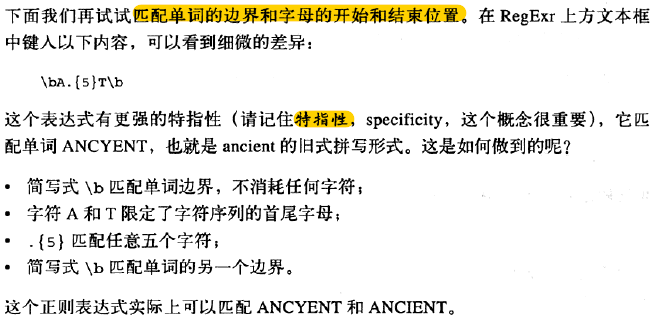 下面我们再试试匹配单词的边界和字母的开始和结束位置。在 RegExr 上方文本框
中键入以下内容，可以看到细微的差异：
\bA.{5}T\b
这个表达式有更强的特指性（请记住特指性，specificity，这个概念很重要），它匹
配单词 ANCYENT，也就是 ancient 的旧式拼写形式。这是如何做到的呢？
• 简写式 \b 匹配单词边界，不消耗任何字符；
• 字符 A 和 T 限定了字符序列的首尾字母；
• .{5} 匹配任意五个字符；
• 简写式 \b 匹配单词的另一个边界。
这个正则表达式实际上可以匹配 ANCYENT 和 ANCIENT。